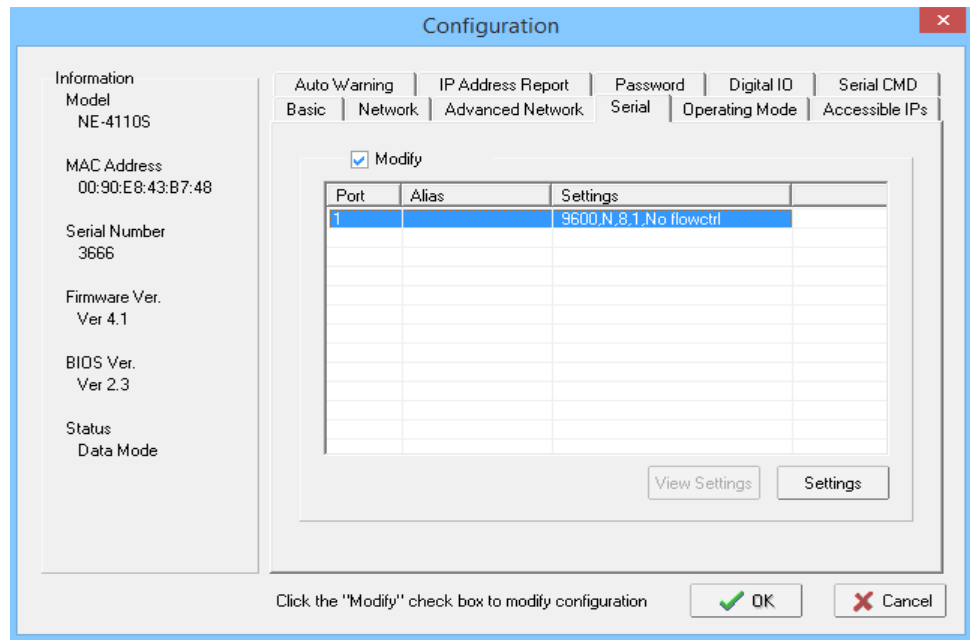 Configuration
Information
Model
NE-4110S
MAC Address
00:90:E8:43:B7:48
Serial Number
3666
Firmware Ver.
Ver 4.1
BIOS Ver.
Ver 2.3
Status
Data Mode
Auto Warning IP Address Report Password Digital IO Serial CMD
Basic Network Advanced Network Serial Operating Mode Accessible IPs
Modify
Port Alias Settings
1 9600,N,8,1,No flowctrl
View Settings Settings
Click the "Modify" check box to modify configuration OK Cancel